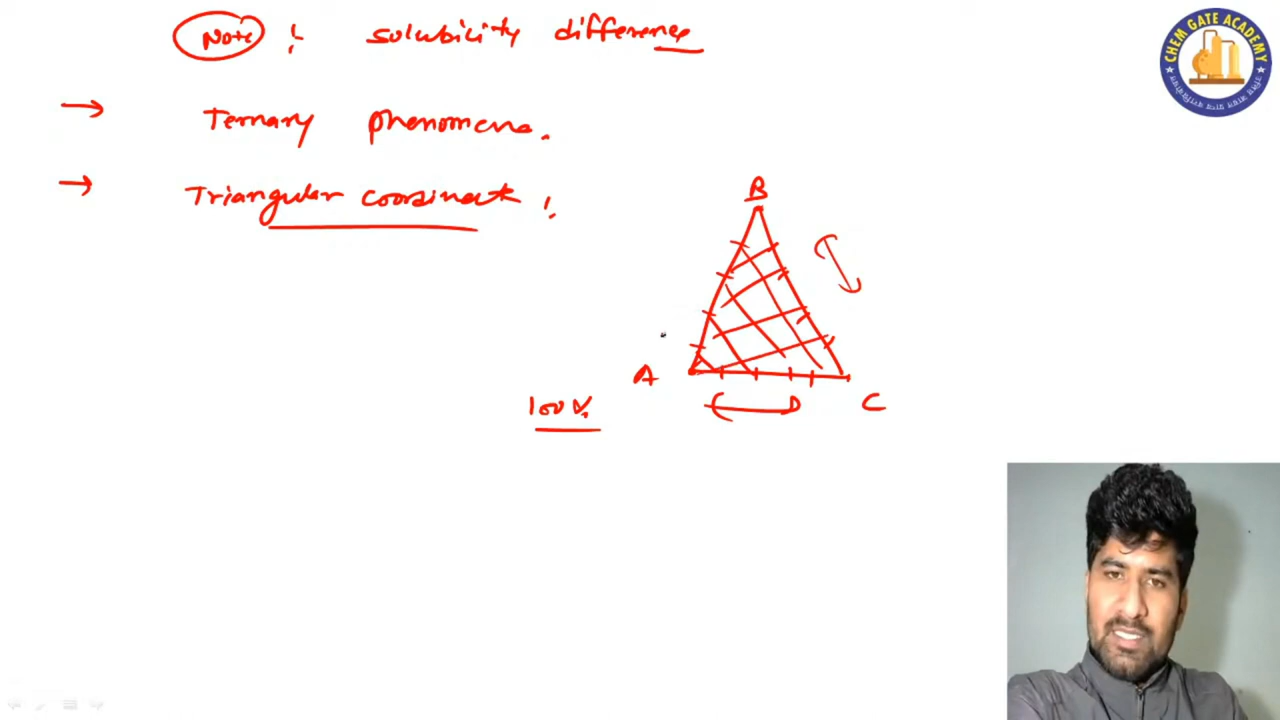 Note : solubility difference
CHEM GATE ACADEMY
→ Ternary phenomena.
→ Triangular coordinate :
B
A
C
100%